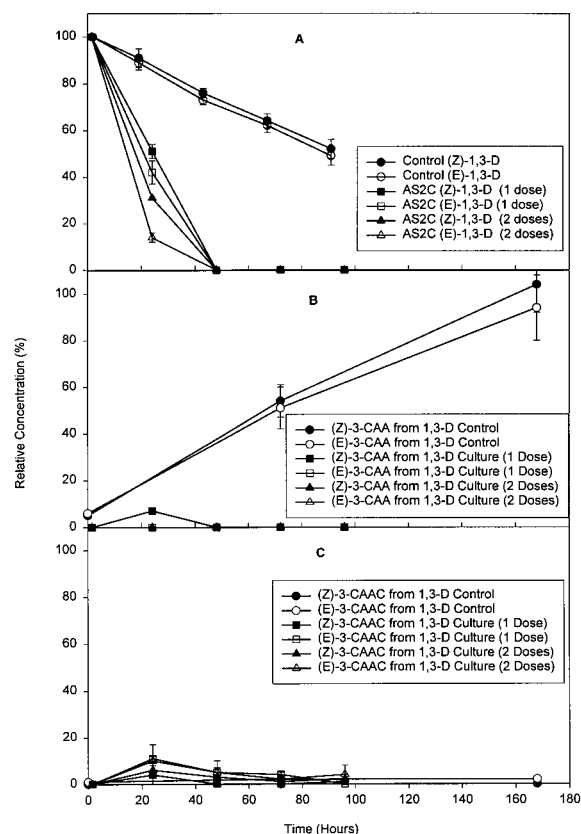 A
100
80
60
40
20
0
Control (Z)-1,3-D
Control (E)-1,3-D
AS2C (Z)-1,3-D (1 dose)
AS2C (E)-1,3-D (1 dose)
AS2C (Z)-1,3-D (2 doses)
AS2C (E)-1,3-D (2 doses)
Relative Concentration (%)
B
100
80
60
40
20
0
(Z)-3-CAA from 1,3-D Control
(E)-3-CAA from 1,3-D Control
(Z)-3-CAA from 1,3-D Culture (1 Dose)
(E)-3-CAA from 1,3-D Culture (1 Dose)
(Z)-3-CAA from 1,3-D Culture (2 Doses)
(E)-3-CAA from 1,3-D Culture (2 Doses)
C
100
80
60
40
20
0
(Z)-3-CAAC from 1,3-D Control
(E)-3-CAAC from 1,3-D Control
(Z)-3-CAAC from 1,3-D Culture (1 Dose)
(E)-3-CAAC from 1,3-D Culture (1 Dose)
(Z)-3-CAAC from 1,3-D Culture (2 Doses)
(E)-3-CAAC from 1,3-D Culture (2 Doses)
0 20 40 60 80 100 120 140 160 180
Time (Hours)